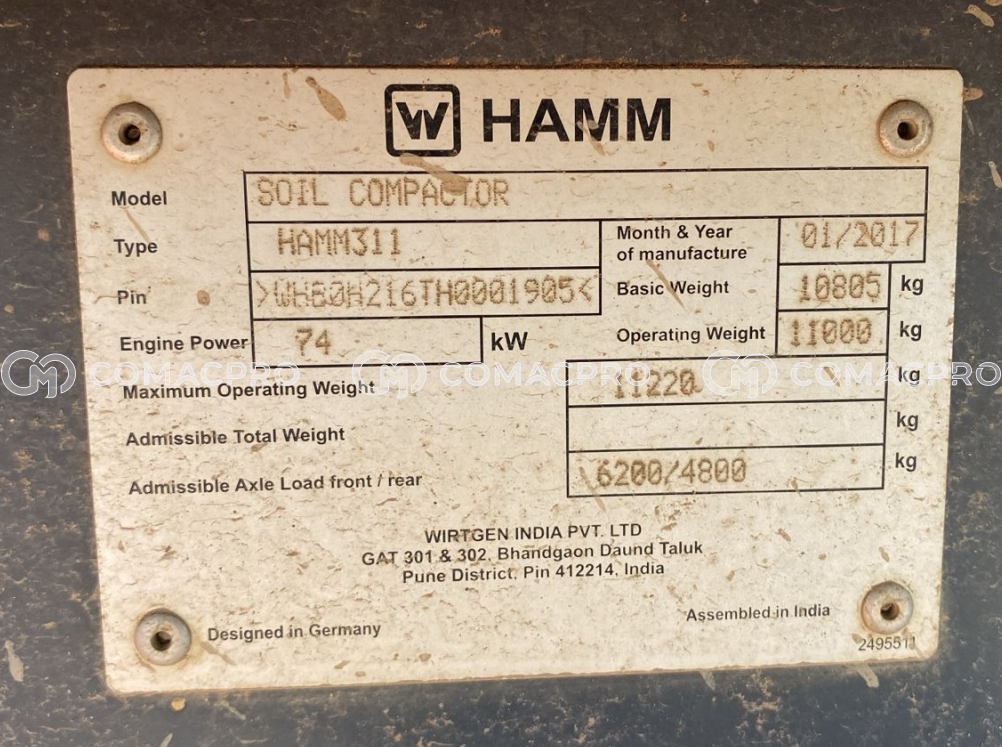 W HAMM
Model SOIL COMPACTOR
Type HAMM311 Month & Year of manufacture 01/2017
Pin >WHB0H216TH0001905< Basic Weight 10805 kg
Engine Power 74 kW Operating Weight 11000 kg
COMACPRO COMACPRO COMACPRO
Maximum Operating Weight 11220 kg
Admissible Total Weight kg
Admissible Axle Load front / rear 6200/4800 kg
WIRTGEN INDIA PVT. LTD
GAT 301 & 302, Bhandgaon Daund Taluk
Pune District, Pin 412214, India
Designed in Germany Assembled in India
2495511